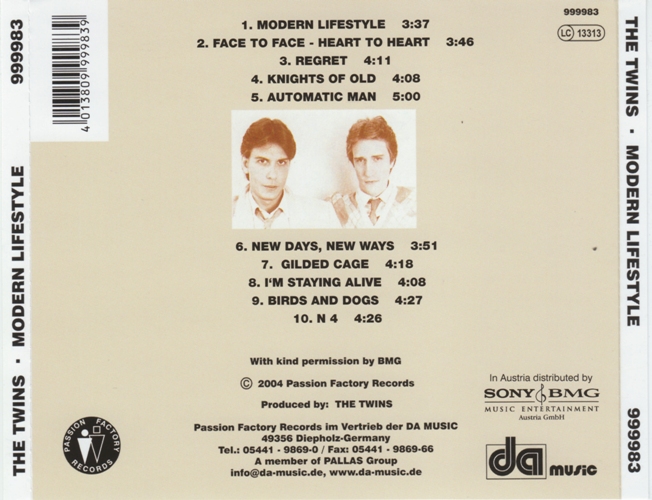 999983
LC 13313
1. MODERN LIFESTYLE 3:37
2. FACE TO FACE - HEART TO HEART 3:46
3. REGRET 4:11
4. KNIGHTS OF OLD 4:08
5. AUTOMATIC MAN 5:00
6. NEW DAYS, NEW WAYS 3:51
7. GILDED CAGE 4:18
8. I'M STAYING ALIVE 4:08
9. BIRDS AND DOGS 4:27
10. N 4 4:26
With kind permission by BMG
© 2004 Passion Factory Records
Produced by: THE TWINS
Passion Factory Records im Vertrieb der DA MUSIC
49356 Diepholz-Germany
Tel.: 05441 - 9869-0 / Fax: 05441 - 9869-66
A member of PALLAS Group
info@da-music.de, www.da-music.de
In Austria distributed by
SONY BMG
MUSIC ENTERTAINMENT
Austria GmbH
da music
PASSION FACTORY
RECORDS
4 013809 999839
THE TWINS · MODERN LIFESTYLE 999983
THE TWINS · MODERN LIFESTYLE 999983